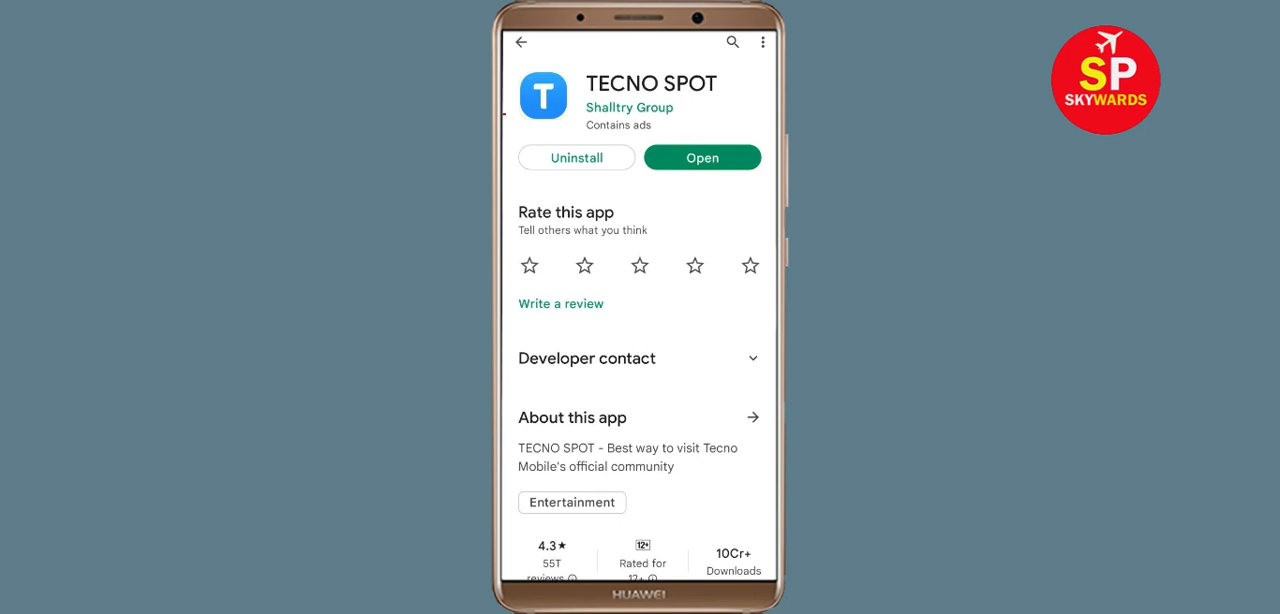 TECNO SPOT
Shalltry Group
Contains ads
Uninstall
Open
Rate this app
Tell others what you think
Write a review
Developer contact
About this app
TECNO SPOT - Best way to visit Tecno
Mobile's official community
Entertainment
4.3★
55T
reviews
12+
Rated for
12+
10Cr+
Downloads
HUAWEI
T
SP
SKYWARDS